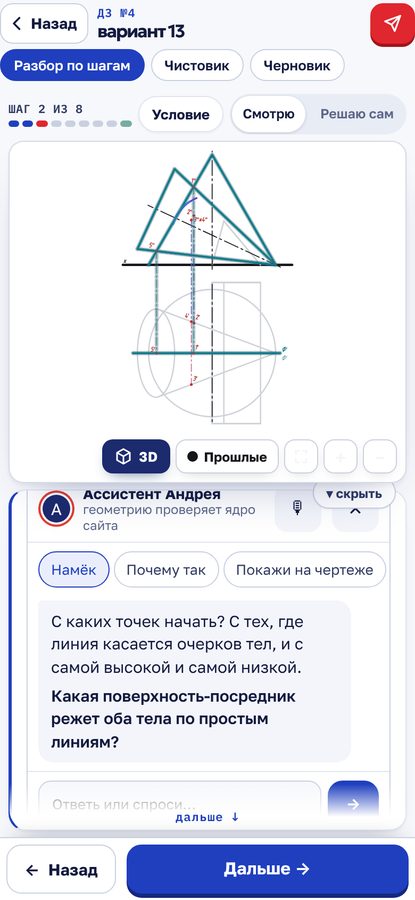 Назад
ДЗ №4
вариант 13
Разбор по шагам
Чистовик
Черновик
ШАГ 2 ИЗ 8
Условие
Смотрю
Решаю сам
3D
Прошлые
Ассистент Андрея
геометрию проверяет ядро
сайта
▾ скрыть
А
Намёк
Почему так
Покажи на чертеже
С каких точек начать? С тех, где
линия касается очерков тел, и с
самой высокой и самой низкой.
Какая поверхность-посредник
режет оба тела по простым
линиям?
Ответь или спроси...
дальше ↓
← Назад
Дальше →